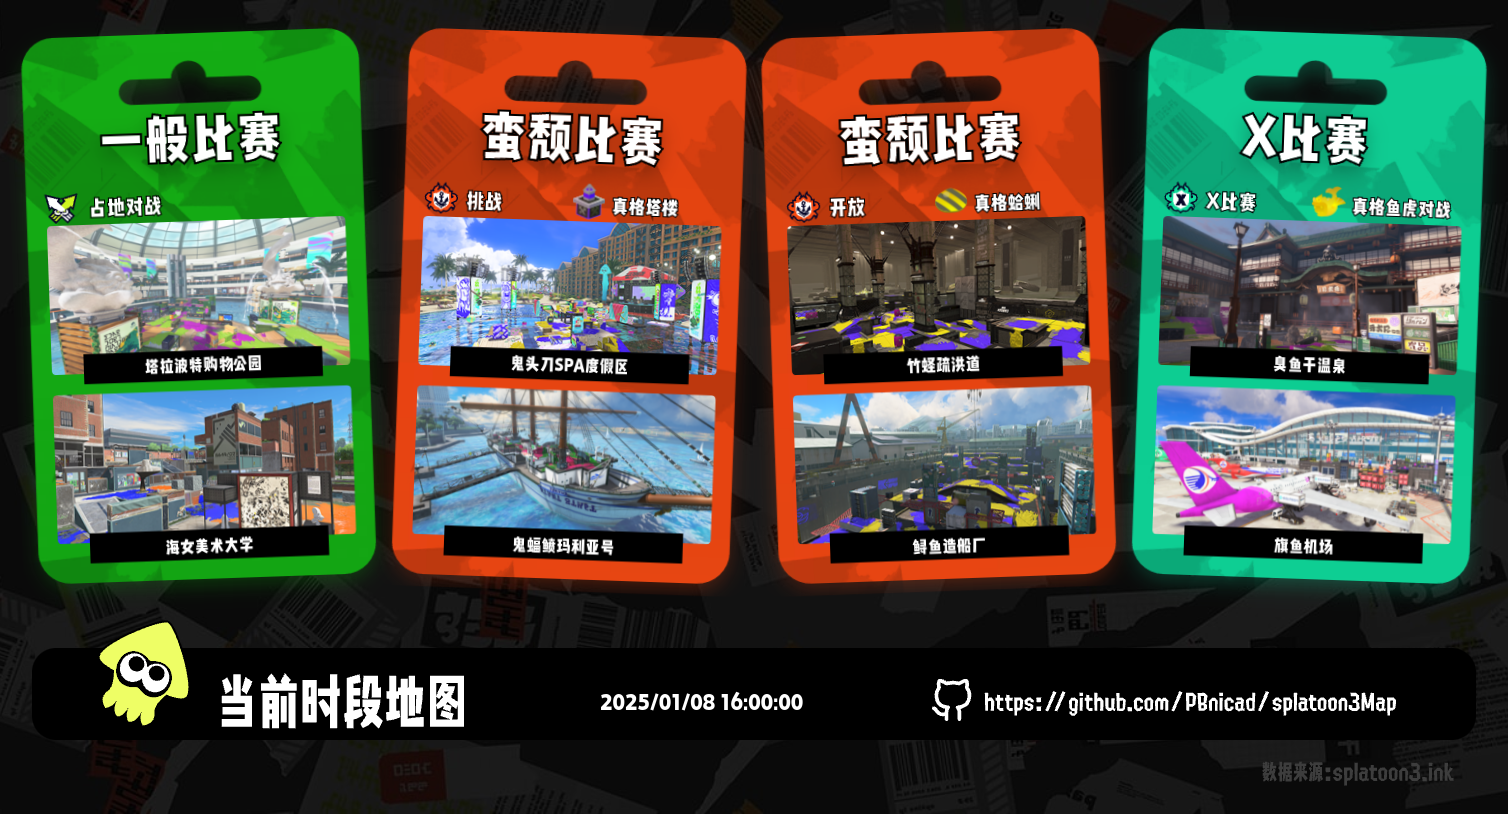 一般比赛
占地对战
塔拉波特购物公园
海女美术大学
蛮颓比赛
挑战
真格塔楼
鬼头刀SPA度假区
鬼蝠鲼玛利亚号
蛮颓比赛
开放
真格蛤蜊
竹蛏疏洪道
鲟鱼造船厂
X比赛
X比赛
真格鱼虎对战
臭鱼干温泉
旗鱼机场
当前时段地图
2025/01/08 16:00:00
https://github.com/PBnicad/splatoon3Map
数据来源:splatoon3.ink